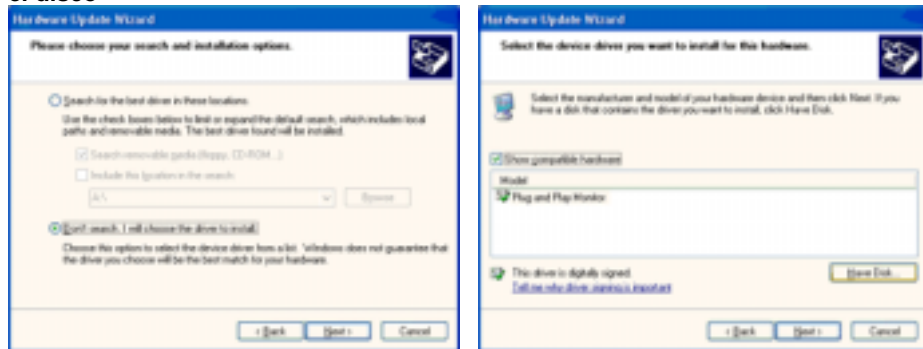 Hardware Update Wizard
Please choose your search and installation options.
Search for the best driver in these locations.
Use the check boxes below to limit or expand the default search, which includes local
paths and removable media. The best driver found will be installed.
Search removable media (floppy, CD-ROM...)
Include this location in the search:
A:\
Browse
Don't search. I will choose the driver to install.
Choose this option to select the device driver from a list. Windows does not guarantee that
the driver you choose will be the best match for your hardware.
< Back
Next >
Cancel
Hardware Update Wizard
Select the device driver you want to install for this hardware.
Select the manufacturer and model of your hardware device and then click Next. If you
have a disk that contains the driver you want to install, click Have Disk.
Show compatible hardware
Model
Plug and Play Monitor
This driver is digitally signed.
Tell me why driver signing is important
Have Disk...
< Back
Next >
Cancel